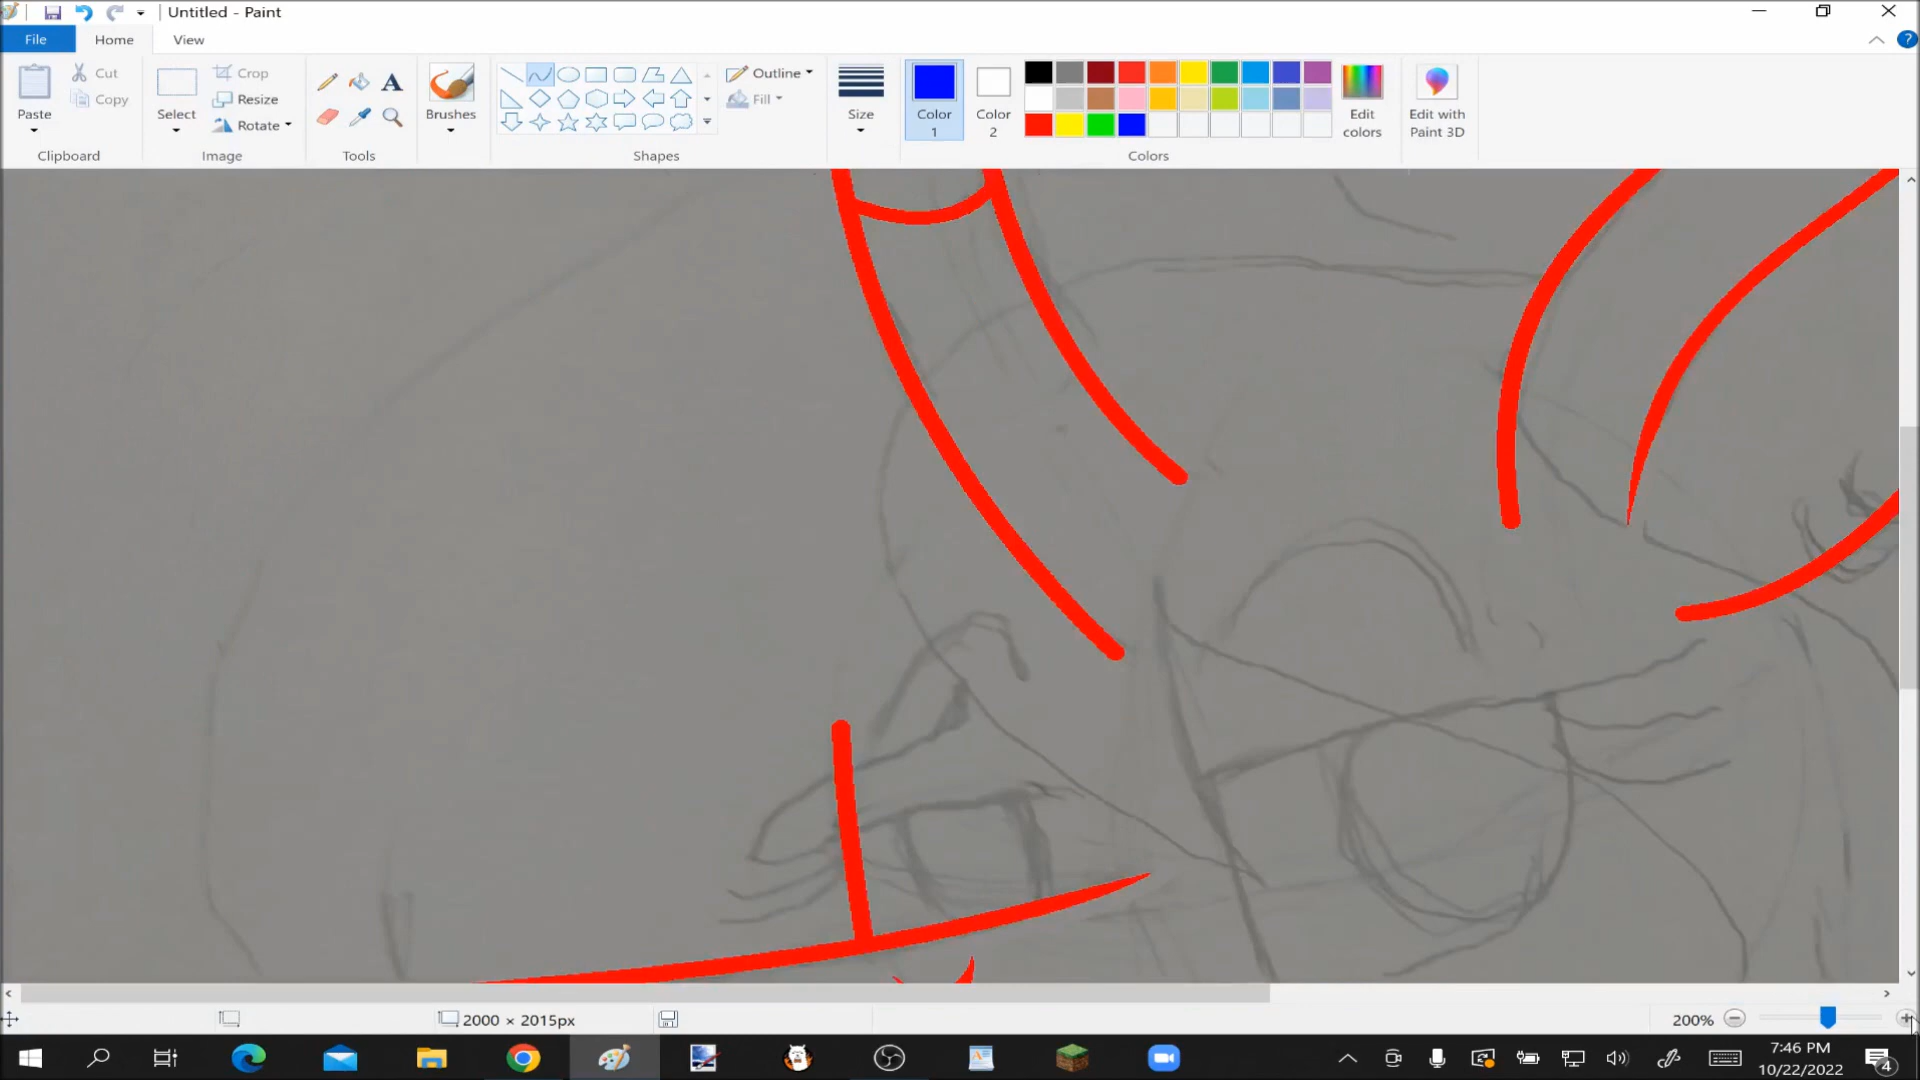 Untitled - Paint
File Home View
Paste Cut Copy Select Crop Resize Rotate A Brushes Outline Fill Size Color 1 Color 2 Edit colors Edit with Paint 3D
Clipboard Image Tools Shapes Colors
2000 × 2015px 200%
7:46 PM
10/22/2022
4